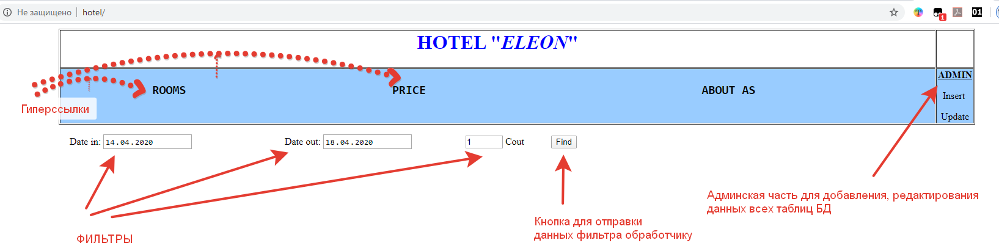 Не защищено | hotel/
1
01
HOTEL "ELEON"
ROOMS PRICE ABOUT AS
ADMIN
Insert
Update
Гиперссылки
Date in: 14.04.2020 Date out: 18.04.2020 1 Cout Find
Админская часть для добавления, редактирования
данных всех таблиц БД
Кнопка для отправки
данных фильтра обработчику
ФИЛЬТРЫ